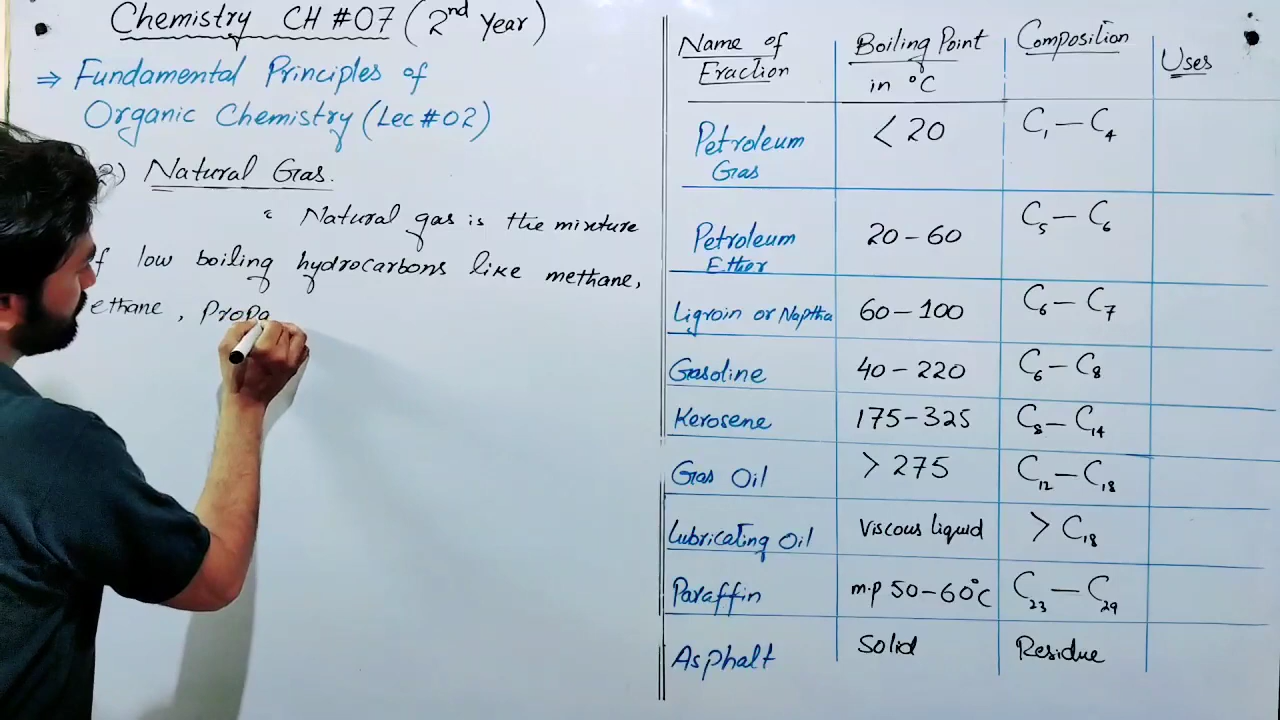 Chemistry CH #07 (2nd Year)
⇒ Fundamental Principles of
Organic Chemistry (Lec#02)
2) Natural Gas.
" Natural gas is the mixture
f low boiling hydrocarbons like methane,
ethane, Propa
Name of Fraction | Boiling Point in °C | Composition | Uses
Petroleum Gas | < 20 | C₁ – C₄
Petroleum Ether | 20 – 60 | C₅ – C₆
Ligroin or Naptha | 60 – 100 | C₆ – C₇
Gasoline | 40 – 220 | C₆ – C₈
Kerosene | 175 – 325 | C₈ – C₁₄
Gas Oil | > 275 | C₁₂ – C₁₈
Lubricating Oil | Viscous liquid | > C₁₈
Paraffin | m.p 50 – 60°C | C₂₃ – C₂₉
Asphalt | Solid | Residue